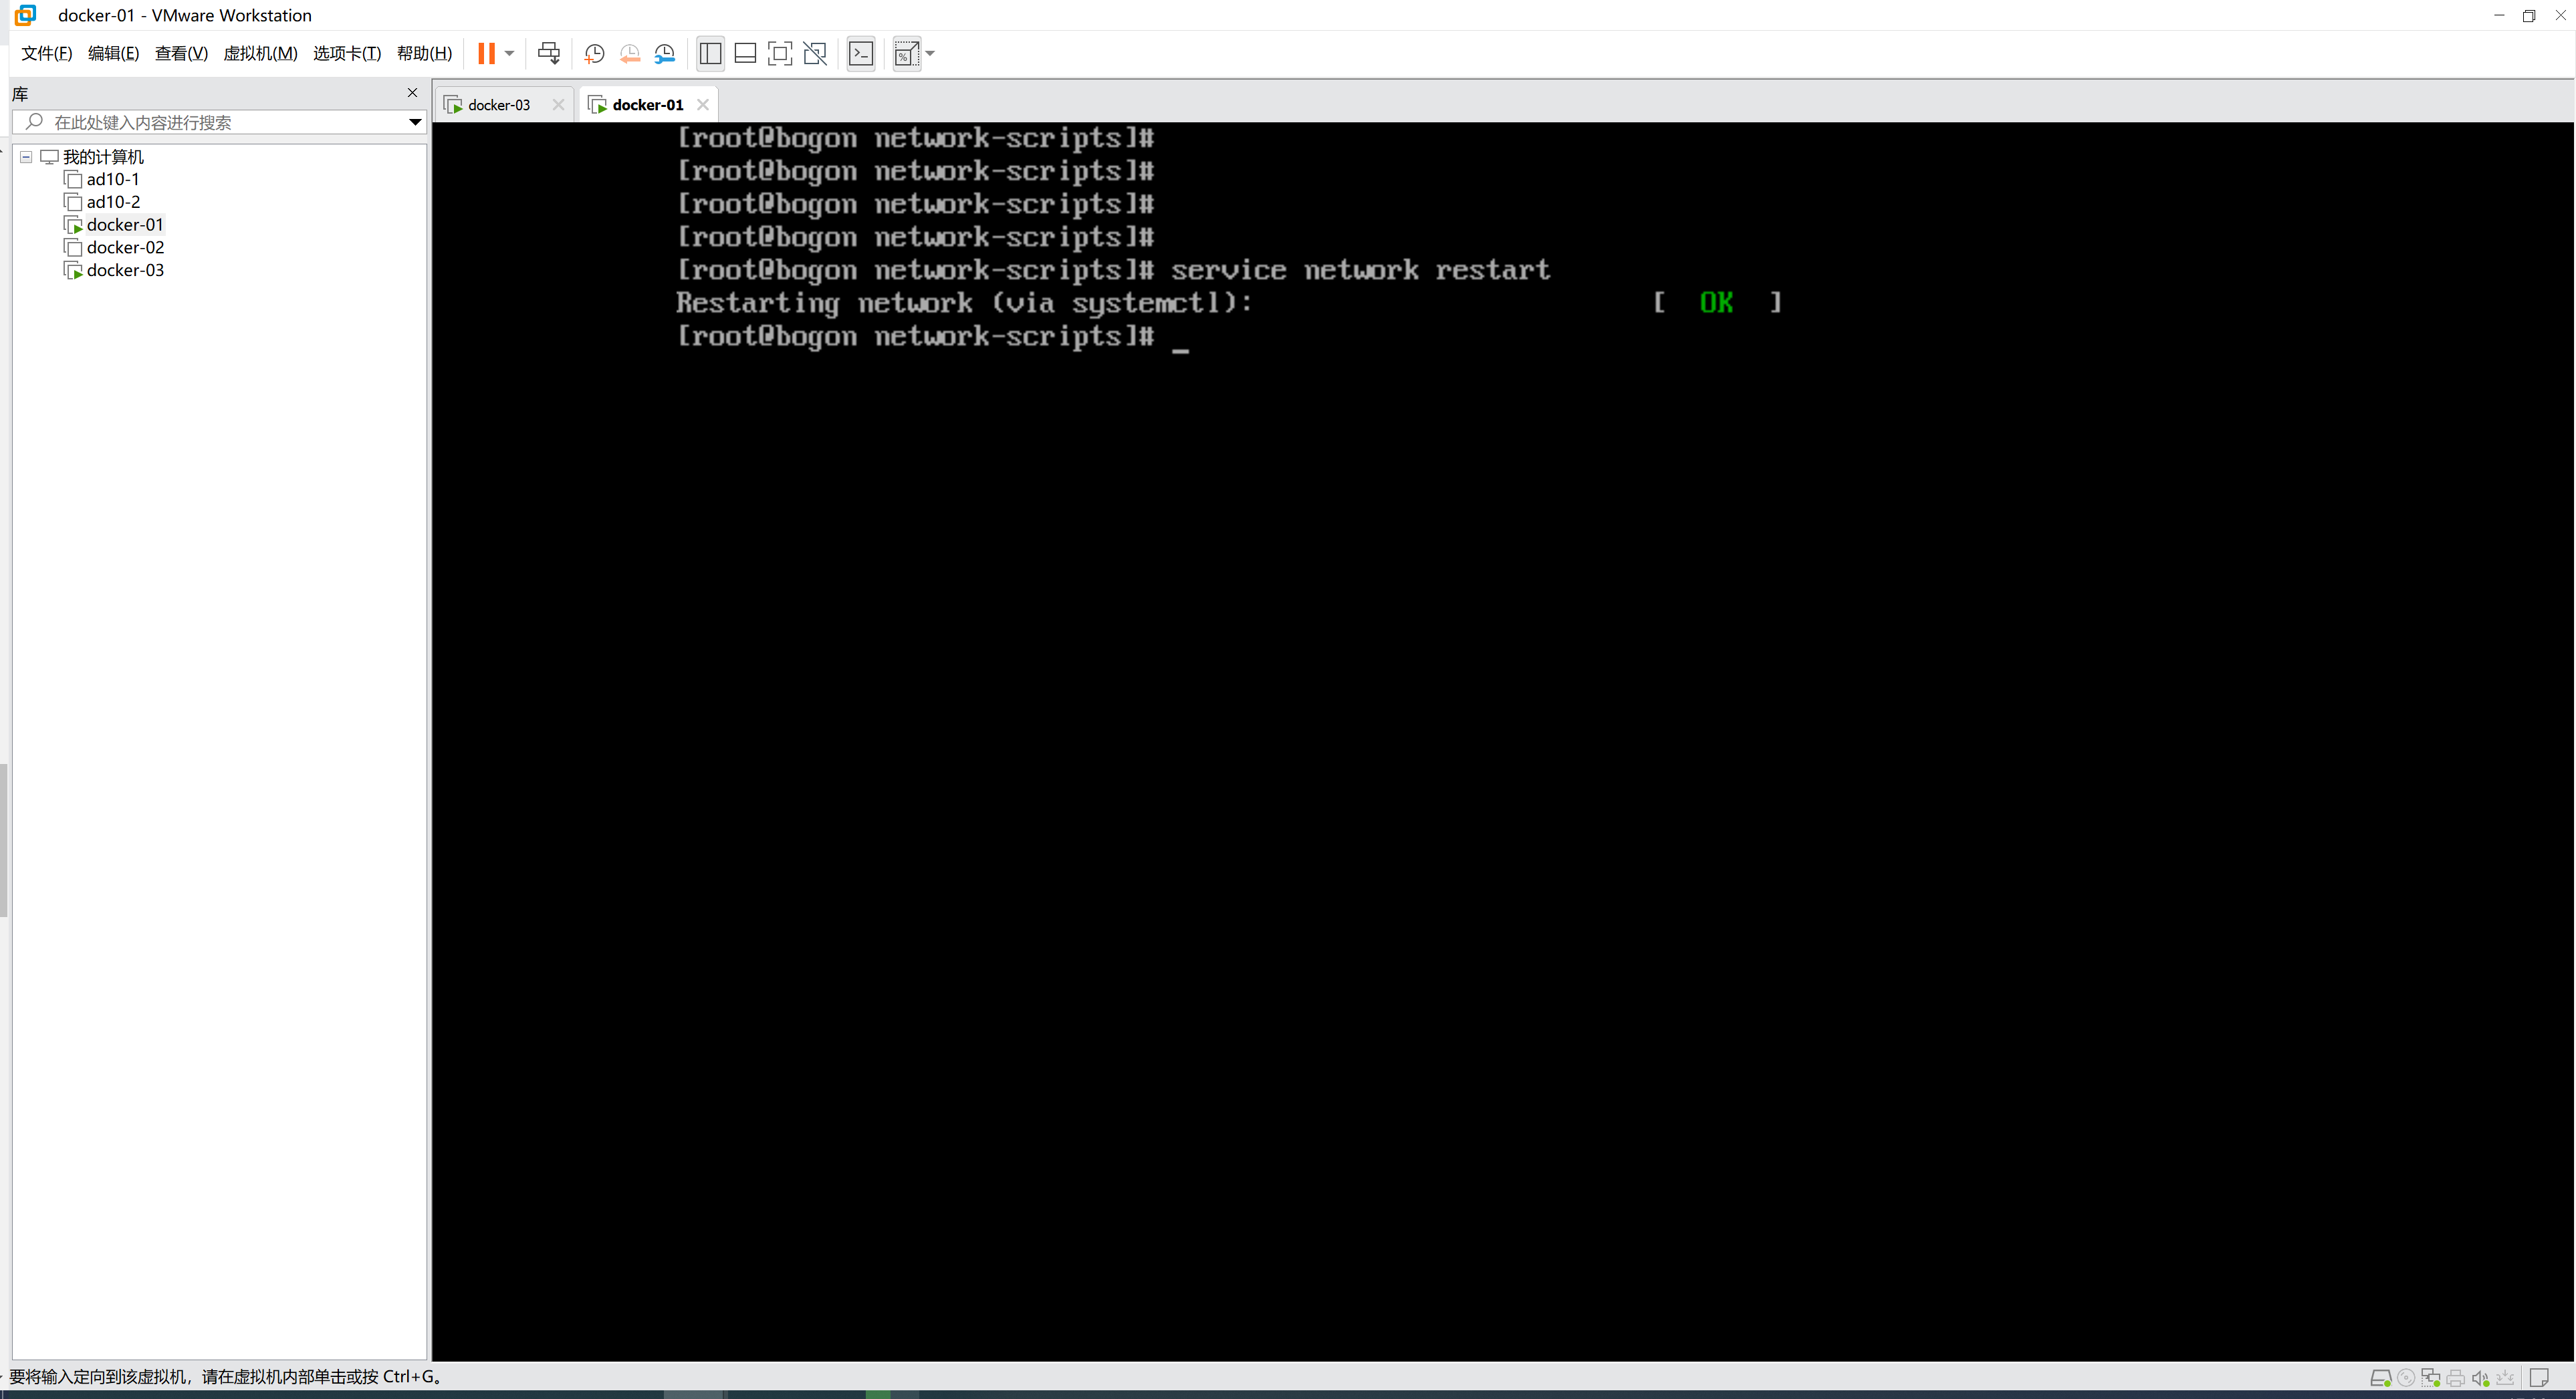 docker-01 - VMware Workstation
文件(F) 编辑(E) 查看(V) 虚拟机(M) 选项卡(T) 帮助(H)
库
在此处键入内容进行搜索
我的计算机
ad10-1
ad10-2
docker-01
docker-02
docker-03
docker-03 docker-01
[root@bogon network-scripts]#
[root@bogon network-scripts]#
[root@bogon network-scripts]#
[root@bogon network-scripts]#
[root@bogon network-scripts]# service network restart
Restarting network (via systemctl): [ OK ]
[root@bogon network-scripts]# _
要将输入定向到该虚拟机，请在虚拟机内部单击或按 Ctrl+G。